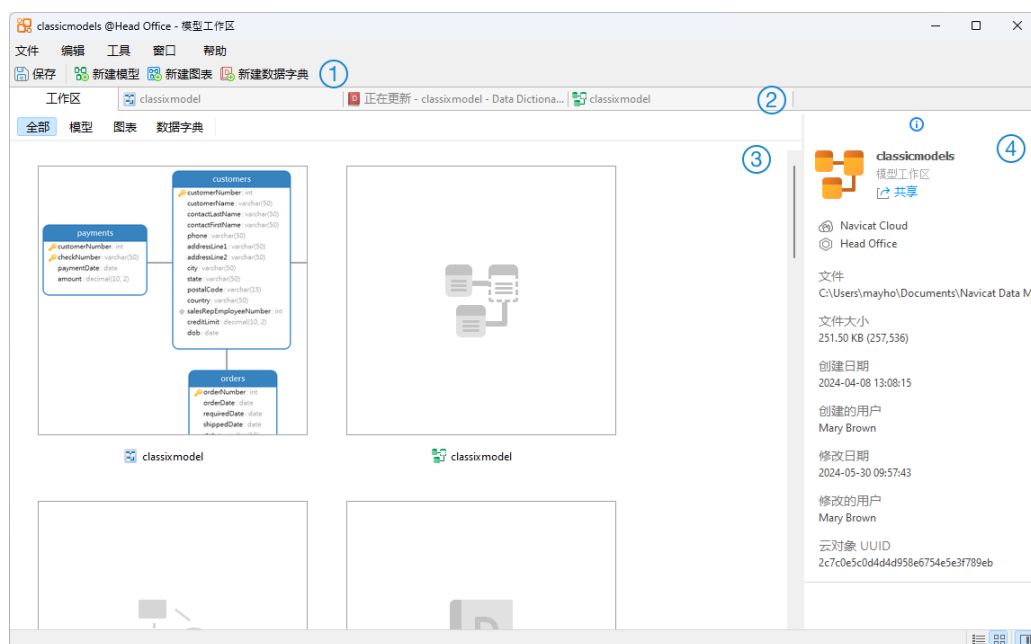 classicmodels @Head Office - 模型工作区
文件 编辑 工具 窗口 帮助
保存 新建模型 新建图表 新建数据字典 1
工作区 classixmodel 正在更新 - classixmodel - Data Dictiona... classixmodel 2
全部 模型 图表 数据字典
3
4
customers
customerNumber: int
customerName: varchar(50)
contactLastName: varchar(50)
contactFirstName: varchar(50)
phone: varchar(50)
addressLine1: varchar(50)
addressLine2: varchar(50)
city: varchar(50)
state: varchar(50)
postalCode: varchar(15)
country: varchar(50)
salesRepEmployeeNumber: int
creditLimit: decimal(10, 2)
dob: date
payments
customerNumber: int
checkNumber: varchar(50)
paymentDate: date
amount: decimal(10, 2)
orders
orderNumber: int
orderDate: date
requiredDate: date
shippedDate: date
classixmodel
classixmodel
D
classicmodels
模型工作区
共享
Navicat Cloud
Head Office
文件
C:\Users\mayho\Documents\Navicat Data M
文件大小
251.50 KB (257,536)
创建日期
2024-04-08 13:08:15
创建的用户
Mary Brown
修改日期
2024-05-30 09:57:43
修改的用户
Mary Brown
云对象 UUID
2c7c0e5c0d4d4d958e6754e5e3f789eb